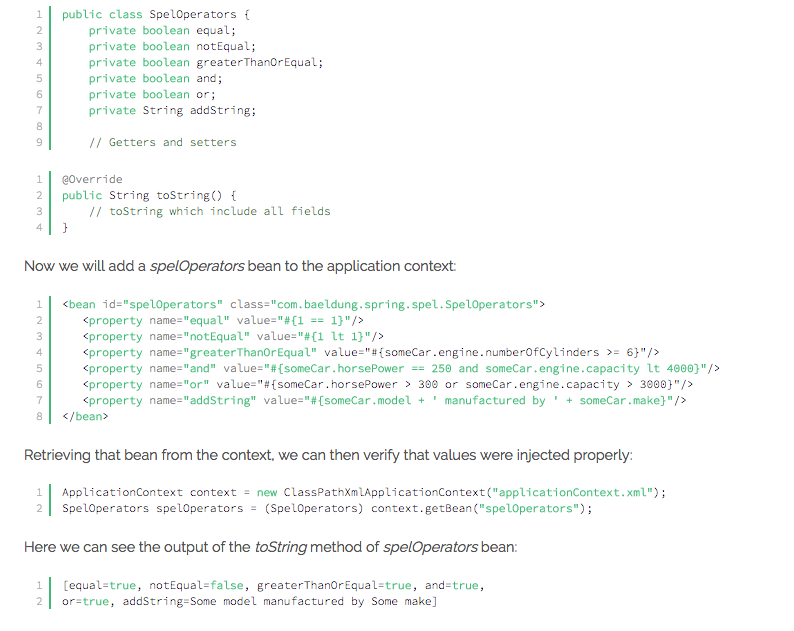 1 public class SpelOperators {
2     private boolean equal;
3     private boolean notEqual;
4     private boolean greaterThanOrEqual;
5     private boolean and;
6     private boolean or;
7     private String addString;
8
9     // Getters and setters
1 @Override
2 public String toString() {
3     // toString which include all fields
4 }
Now we will add a spelOperators bean to the application context:
1 <bean id="spelOperators" class="com.baeldung.spring.spel.SpelOperators">
2    <property name="equal" value="#{1 == 1}"/>
3    <property name="notEqual" value="#{1 lt 1}"/>
4    <property name="greaterThanOrEqual" value="#{someCar.engine.numberOfCylinders >= 6}"/>
5    <property name="and" value="#{someCar.horsePower == 250 and someCar.engine.capacity lt 4000}"/>
6    <property name="or" value="#{someCar.horsePower > 300 or someCar.engine.capacity > 3000}"/>
7    <property name="addString" value="#{someCar.model + ' manufactured by ' + someCar.make}"/>
8 </bean>
Retrieving that bean from the context, we can then verify that values were injected properly:
1 ApplicationContext context = new ClassPathXmlApplicationContext("applicationContext.xml");
2 SpelOperators spelOperators = (SpelOperators) context.getBean("spelOperators");
Here we can see the output of the toString method of spelOperators bean:
1 [equal=true, notEqual=false, greaterThanOrEqual=true, and=true,
2 or=true, addString=Some model manufactured by Some make]